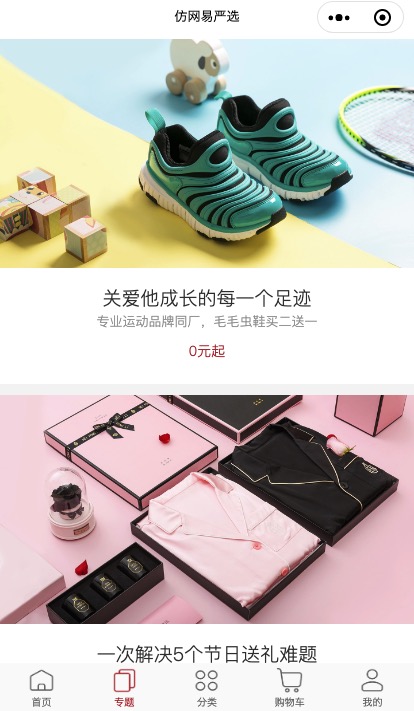 仿网易严选
关爱他成长的每一个足迹
专业运动品牌同厂，毛毛虫鞋买二送一
0元起
一次解决5个节日送礼难题
首页
专题
分类
购物车
我的